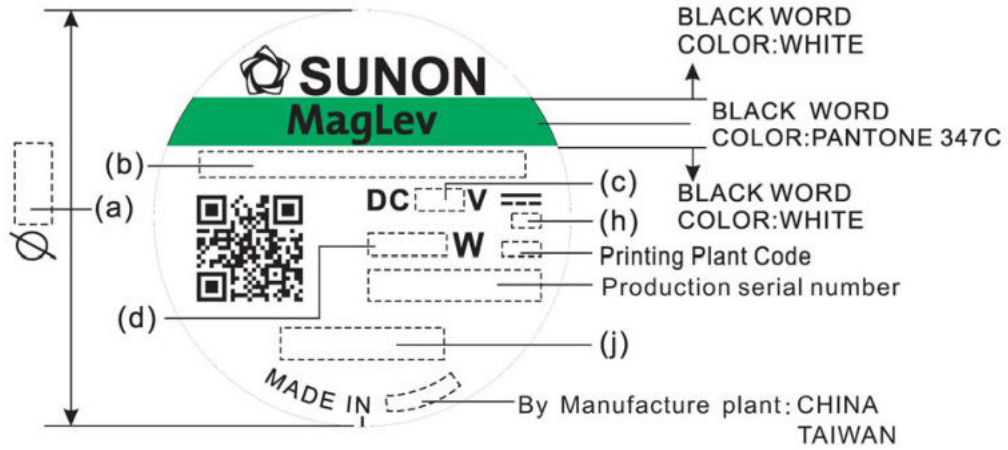 BLACK WORD
COLOR:WHITE
SUNON
MagLev
BLACK WORD
COLOR:PANTONE 347C
(b)
(a)
Ø
DC V
(c)
BLACK WORD
COLOR:WHITE
(h)
W
Printing Plant Code
Production serial number
(d)
(j)
MADE IN
By Manufacture plant: CHINA
TAIWAN